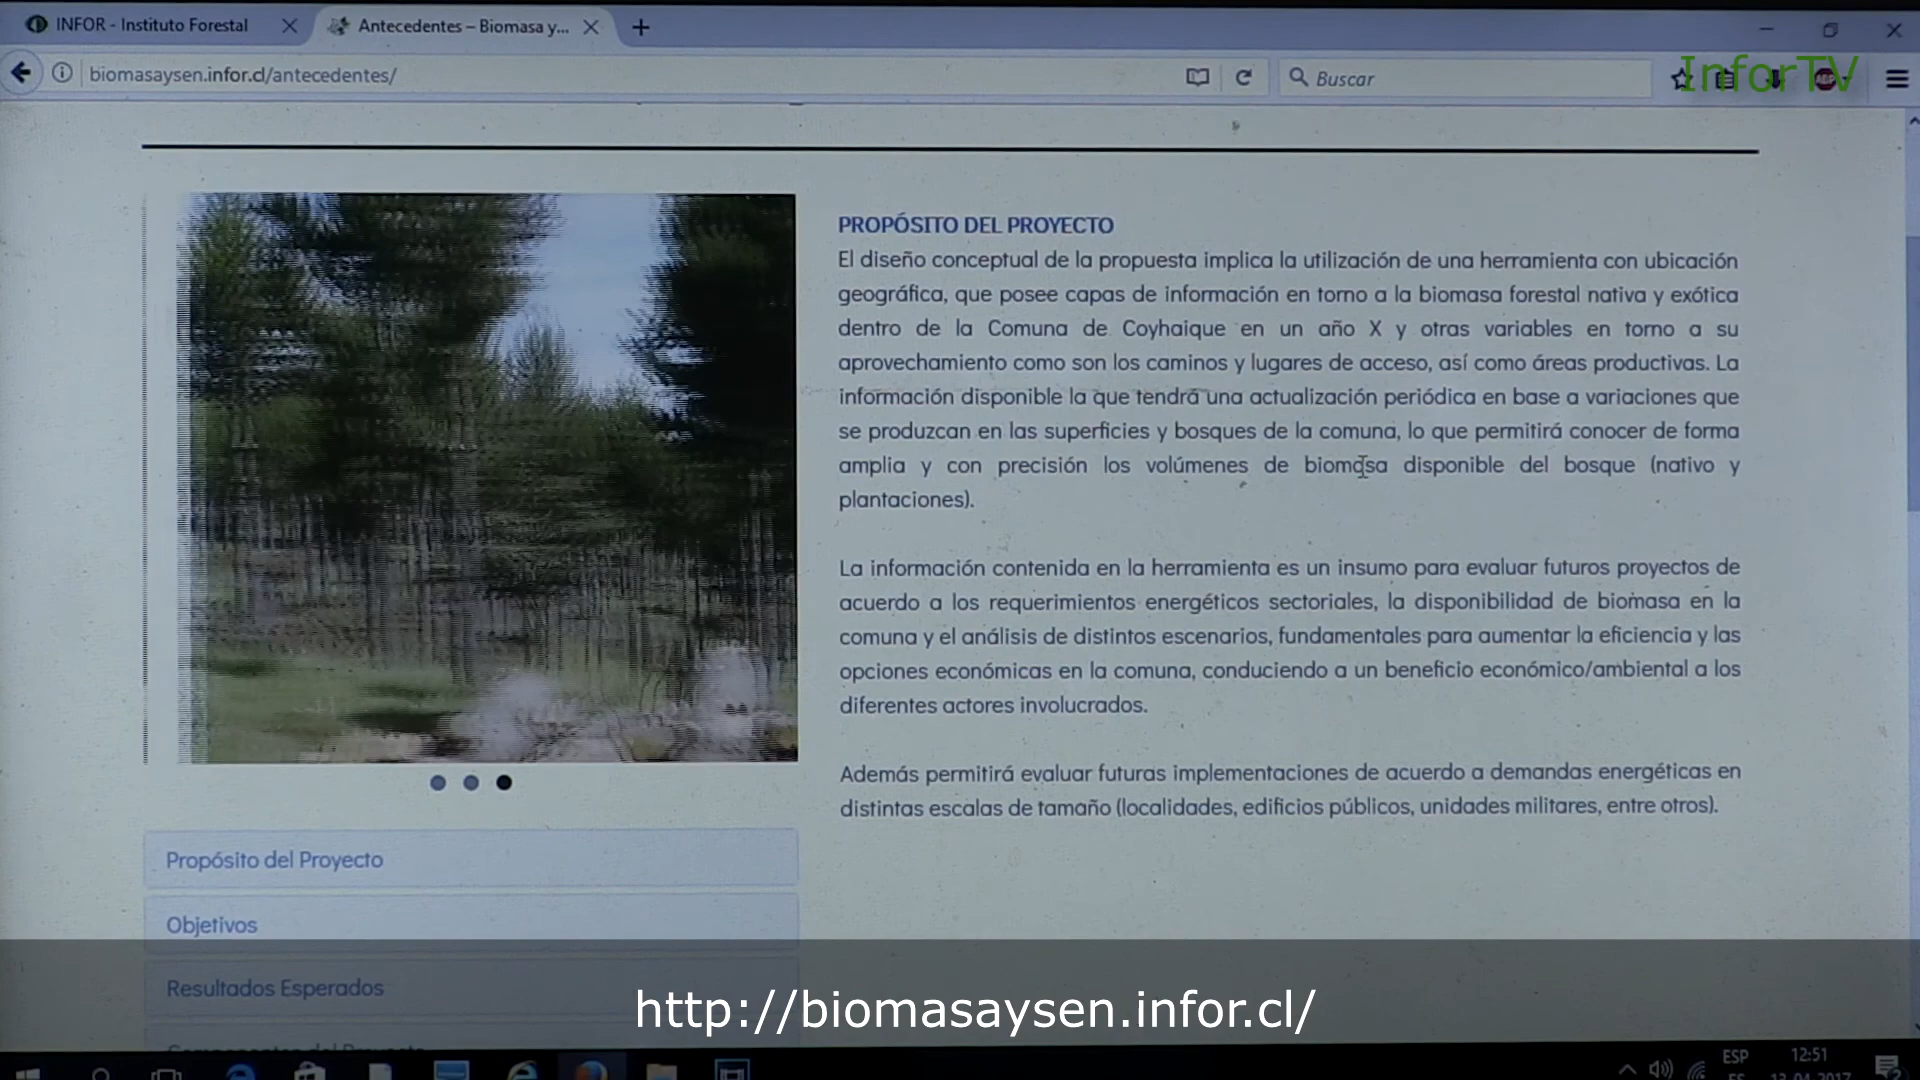 INFOR - Instituto Forestal
Antecedentes – Biomasa y...
biomasaysen.infor.cl/antecedentes/
Buscar
InforTV
PROPÓSITO DEL PROYECTO
El diseño conceptual de la propuesta implica la utilización de una herramienta con ubicación
geográfica, que posee capas de información en torno a la biomasa forestal nativa y exótica
dentro de la Comuna de Coyhaique en un año X y otras variables en torno a su
aprovechamiento como son los caminos y lugares de acceso, así como áreas productivas. La
información disponible la que tendrá una actualización periódica en base a variaciones que
se produzcan en las superficies y bosques de la comuna, lo que permitirá conocer de forma
amplia y con precisión los volúmenes de biomasa disponible del bosque (nativo y
plantaciones).
La información contenida en la herramienta es un insumo para evaluar futuros proyectos de
acuerdo a los requerimientos energéticos sectoriales, la disponibilidad de biomasa en la
comuna y el análisis de distintos escenarios, fundamentales para aumentar la eficiencia y las
opciones económicas en la comuna, conduciendo a un beneficio económico/ambiental a los
diferentes actores involucrados.
Además permitirá evaluar futuras implementaciones de acuerdo a demandas energéticas en
distintas escalas de tamaño (localidades, edificios públicos, unidades militares, entre otros).
Propósito del Proyecto
Objetivos
Resultados Esperados
http://biomasaysen.infor.cl/
ESP
12:51
13-04-2017